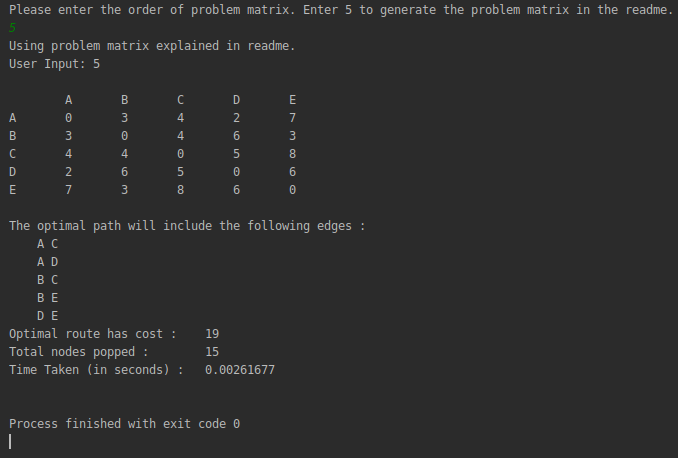 Please enter the order of problem matrix. Enter 5 to generate the problem matrix in the readme.
5
Using problem matrix explained in readme.
User Input: 5
A B C D E
A 0 3 4 2 7
B 3 0 4 6 3
C 4 4 0 5 8
D 2 6 5 0 6
E 7 3 8 6 0
The optimal path will include the following edges :
A C
A D
B C
B E
D E
Optimal route has cost : 19
Total nodes popped : 15
Time Taken (in seconds) : 0.00261677
Process finished with exit code 0